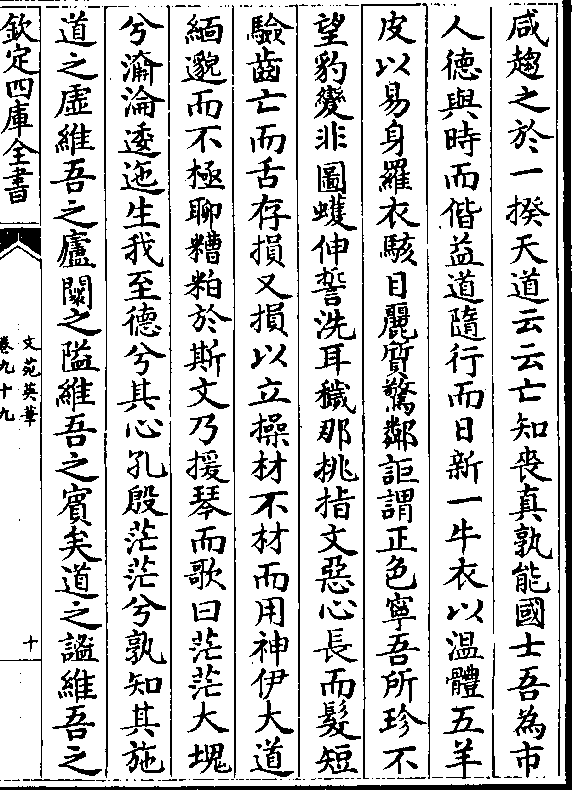 咸趨之於一揆天道云云亡知喪真孰能國士吾為市
人德與時而偕益道隨行而日新一牛衣以温體五羊
皮以易身羅衣駭目麗質驚鄰詎謂正色寧吾所珍不
望豹變非圖蠖伸誓洗耳穢那挑指文惡心長而髮短
驗齒亡而舌存損又損以立操材不材而用神伊大道
緬邈而不極聊糟粕於斯文乃援琴而歌曰茫茫大塊
兮瀹淪逶迤生我至德兮其心孔殷茫茫兮孰知其施
道之虛維吾之廬闃之隘維吾之賓矣道之謐維吾之
欽定四庫全書
文苑英華
卷九十九
十